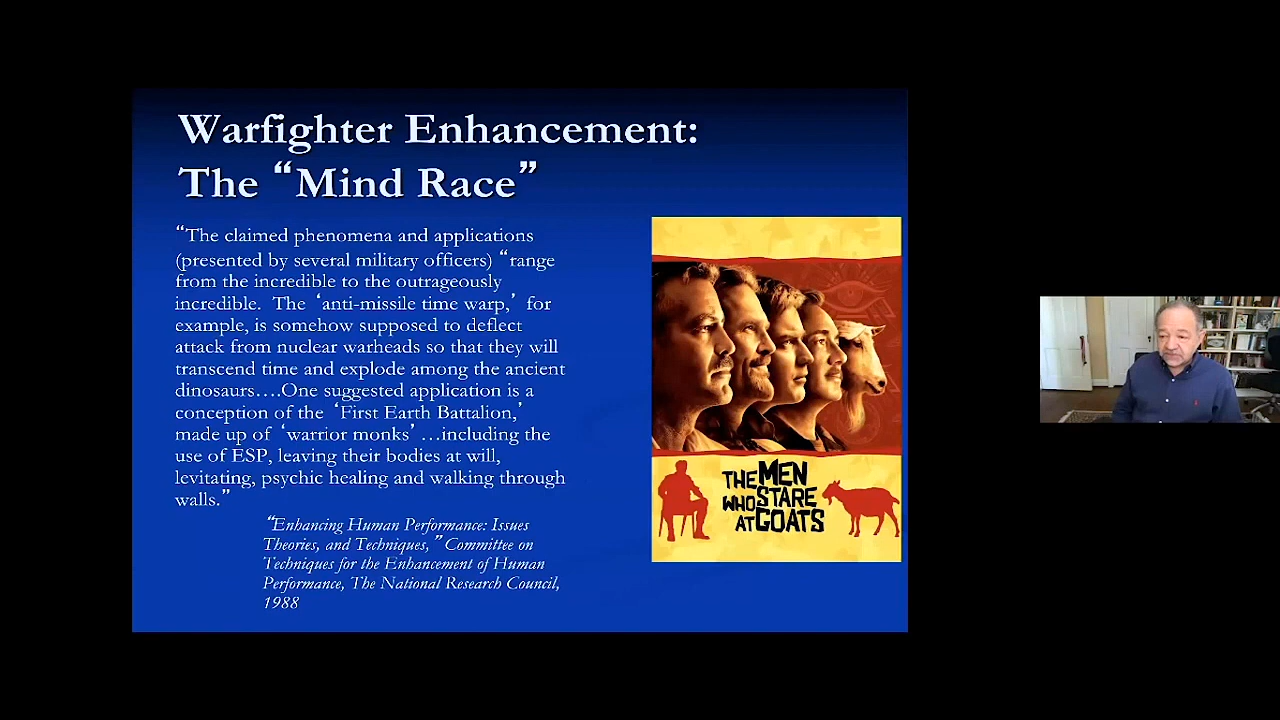 Warfighter Enhancement:
The “Mind Race”
“The claimed phenomena and applications
(presented by several military officers) “range
from the incredible to the outrageously
incredible. The ‘anti-missile time warp,’ for
example, is somehow supposed to deflect
attack from nuclear warheads so that they will
transcend time and explode among the ancient
dinosaurs….One suggested application is a
conception of the ‘First Earth Battalion,’
made up of ‘warrior monks’ …including the
use of ESP, leaving their bodies at will,
levitating, psychic healing and walking through
walls.”
“Enhancing Human Performance: Issues
Theories, and Techniques,” Committee on
Techniques for the Enhancement of Human
Performance, The National Research Council,
1988
THE MEN
WHO STARE
AT GOATS